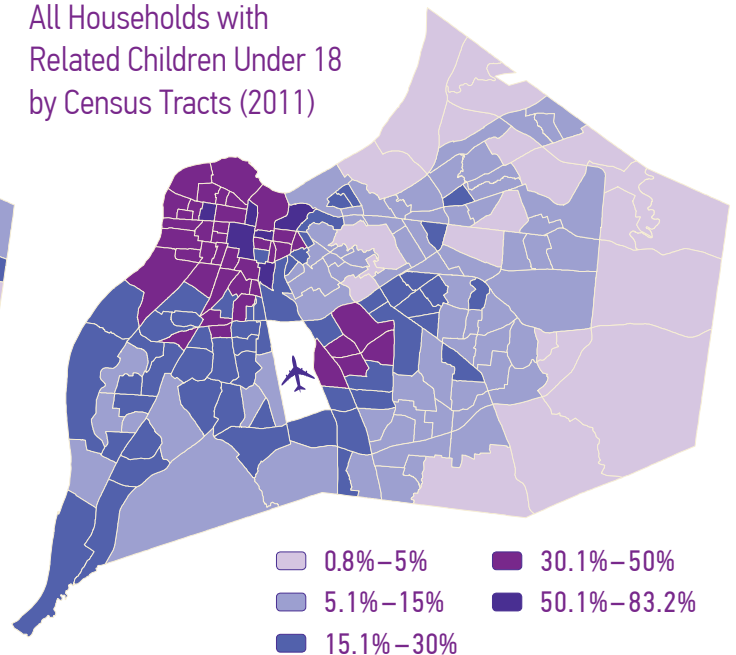 All Households with
Related Children Under 18
by Census Tracts (2011)
0.8%–5%
5.1%–15%
15.1%–30%
30.1%–50%
50.1%–83.2%